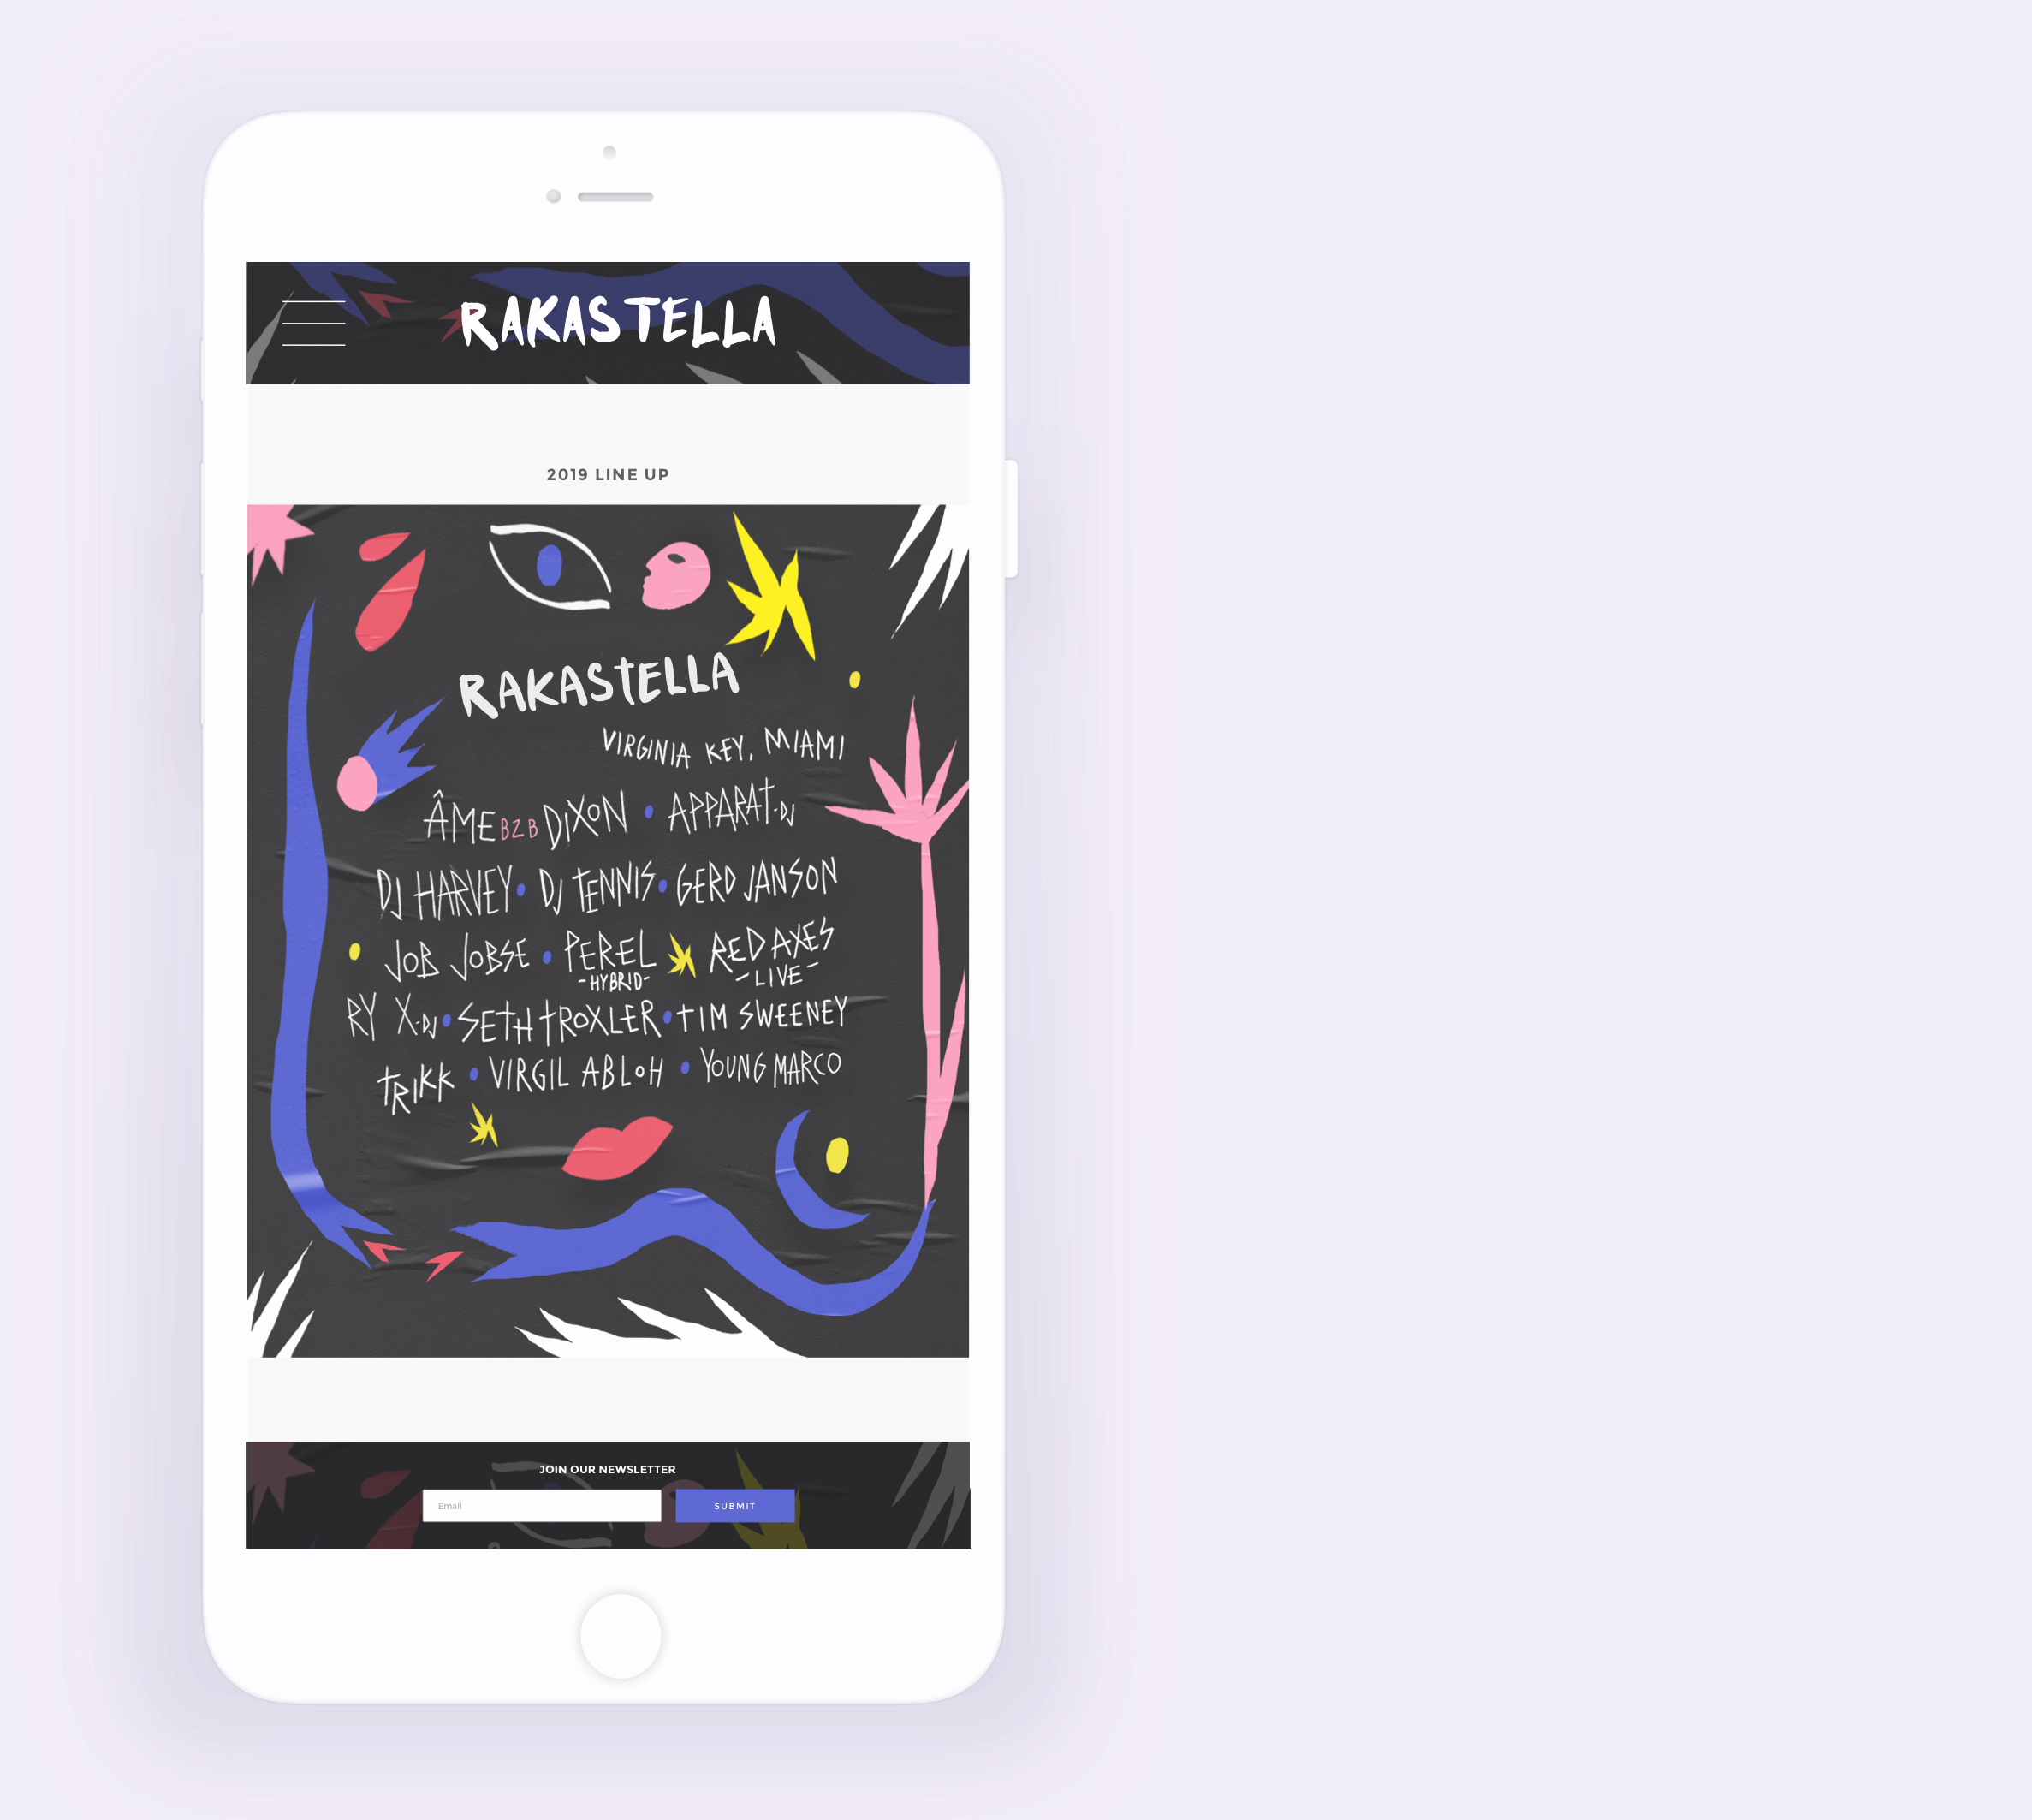 RAKASTELLA
2019 LINE UP
RAKASTELLA
VIRGINIA KEY, MIAMI
ÂME B2B DIXON • APPARAT-DJ
DJ HARVEY • DJ TENNIS • GERD JANSON
JOB JOBSE • PEREL RED AXES
-HYBRID- -LIVE-
RY X-DJ • SETH TROXLER • TIM SWEENEY
TRIKK • VIRGIL ABLOH • YOUNG MARCO
JOIN OUR NEWSLETTER
Email SUBMIT